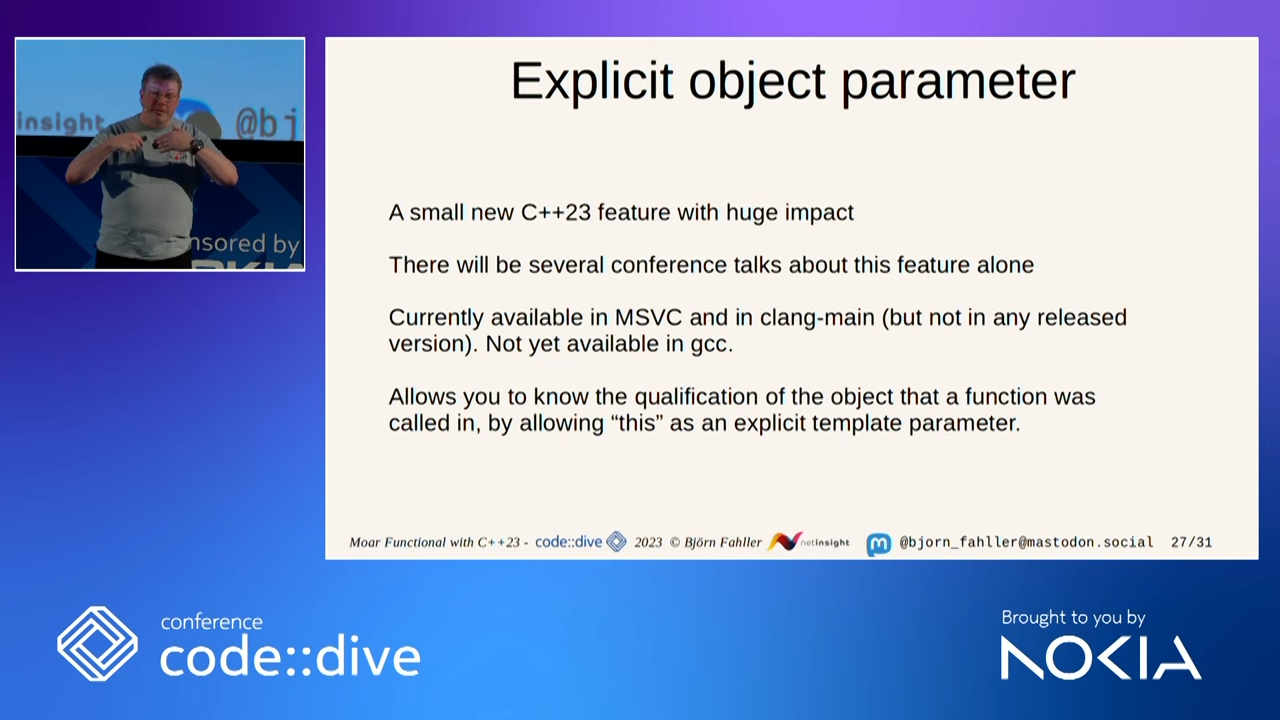 Explicit object parameter
insight
@bj
nsored by
A small new C++23 feature with huge impact
There will be several conference talks about this feature alone
Currently available in MSVC and in clang-main (but not in any released
version). Not yet available in gcc.
Allows you to know the qualification of the object that a function was
called in, by allowing “this” as an explicit template parameter.
Moar Functional with C++23 - code::dive 2023 © Björn Fahller netinsight @bjorn_fahller@mastodon.social 27/31
conference
code::dive
Brought to you by
NOKIA